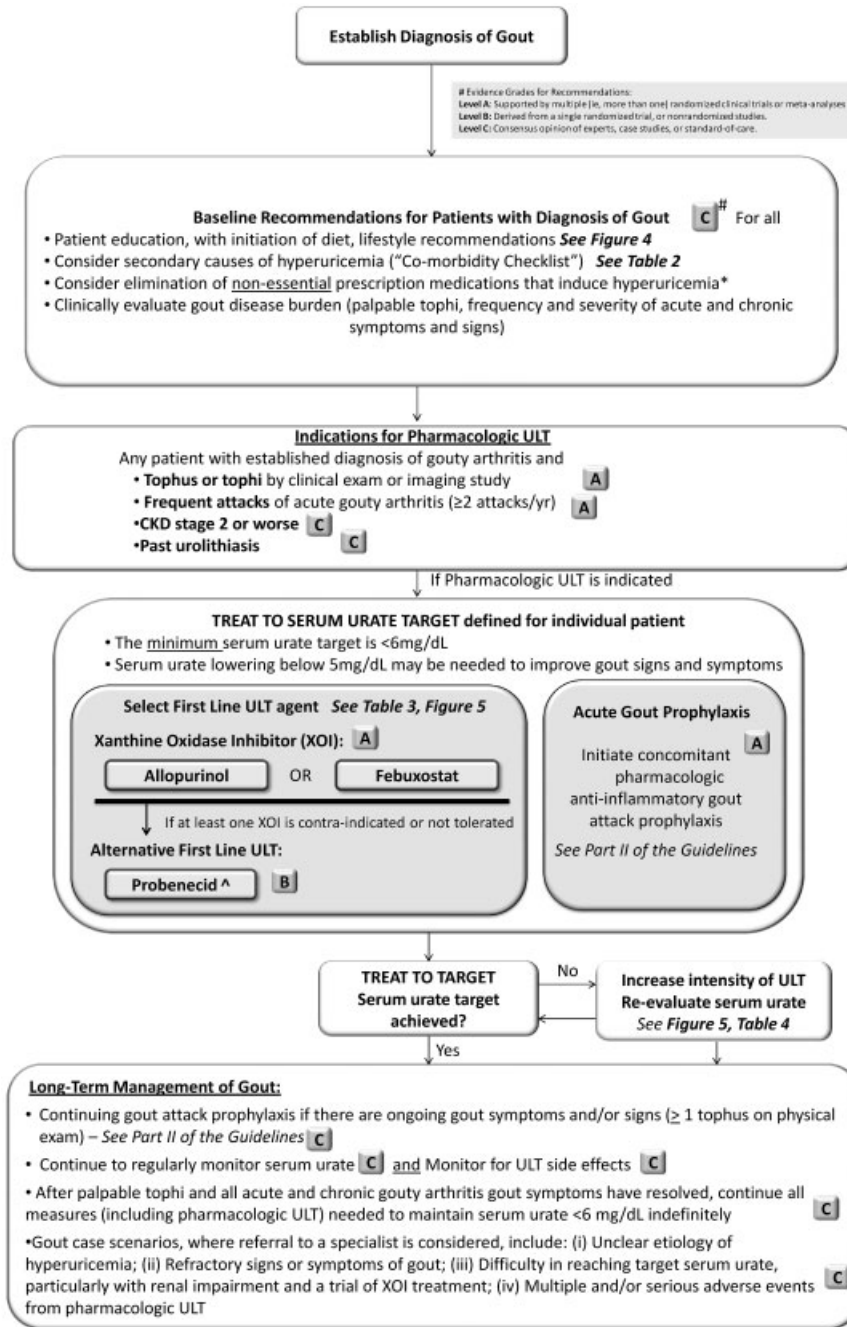 Establish Diagnosis of Gout
# Evidence Grades for Recommendations:
Level A: Supported by multiple (ie, more than one) randomized clinical trials or meta-analyses
Level B: Derived from a single randomized trial, or nonrandomized studies.
Level C: Consensus opinion of experts, case studies, or standard-of-care.
Baseline Recommendations for Patients with Diagnosis of Gout C# For all
• Patient education, with initiation of diet, lifestyle recommendations See Figure 4
• Consider secondary causes of hyperuricemia (“Co-morbidity Checklist”) See Table 2
• Consider elimination of non-essential prescription medications that induce hyperuricemia*
• Clinically evaluate gout disease burden (palpable tophi, frequency and severity of acute and chronic
symptoms and signs)
Indications for Pharmacologic ULT
Any patient with established diagnosis of gouty arthritis and
• Tophus or tophi by clinical exam or imaging study A
• Frequent attacks of acute gouty arthritis (≥2 attacks/yr) A
•CKD stage 2 or worse C
•Past urolithiasis C
If Pharmacologic ULT is indicated
TREAT TO SERUM URATE TARGET defined for individual patient
• The minimum serum urate target is <6mg/dL
• Serum urate lowering below 5mg/dL may be needed to improve gout signs and symptoms
Select First Line ULT agent See Table 3, Figure 5
Xanthine Oxidase Inhibitor (XOI): A
Allopurinol OR Febuxostat
If at least one XOI is contra-indicated or not tolerated
Alternative First Line ULT:
Probenecid ^ B
Acute Gout Prophylaxis
A
Initiate concomitant
pharmacologic
anti-inflammatory gout
attack prophylaxis
See Part II of the Guidelines
TREAT TO TARGET
Serum urate target
achieved?
No
Increase intensity of ULT
Re-evaluate serum urate
See Figure 5, Table 4
Yes
Long-Term Management of Gout:
• Continuing gout attack prophylaxis if there are ongoing gout symptoms and/or signs (≥ 1 tophus on physical
exam) – See Part II of the Guidelines C
• Continue to regularly monitor serum urate C and Monitor for ULT side effects C
• After palpable tophi and all acute and chronic gouty arthritis gout symptoms have resolved, continue all
measures (including pharmacologic ULT) needed to maintain serum urate <6 mg/dL indefinitely C
•Gout case scenarios, where referral to a specialist is considered, include: (i) Unclear etiology of
hyperuricemia; (ii) Refractory signs or symptoms of gout; (iii) Difficulty in reaching target serum urate,
particularly with renal impairment and a trial of XOI treatment; (iv) Multiple and/or serious adverse events C
from pharmacologic ULT